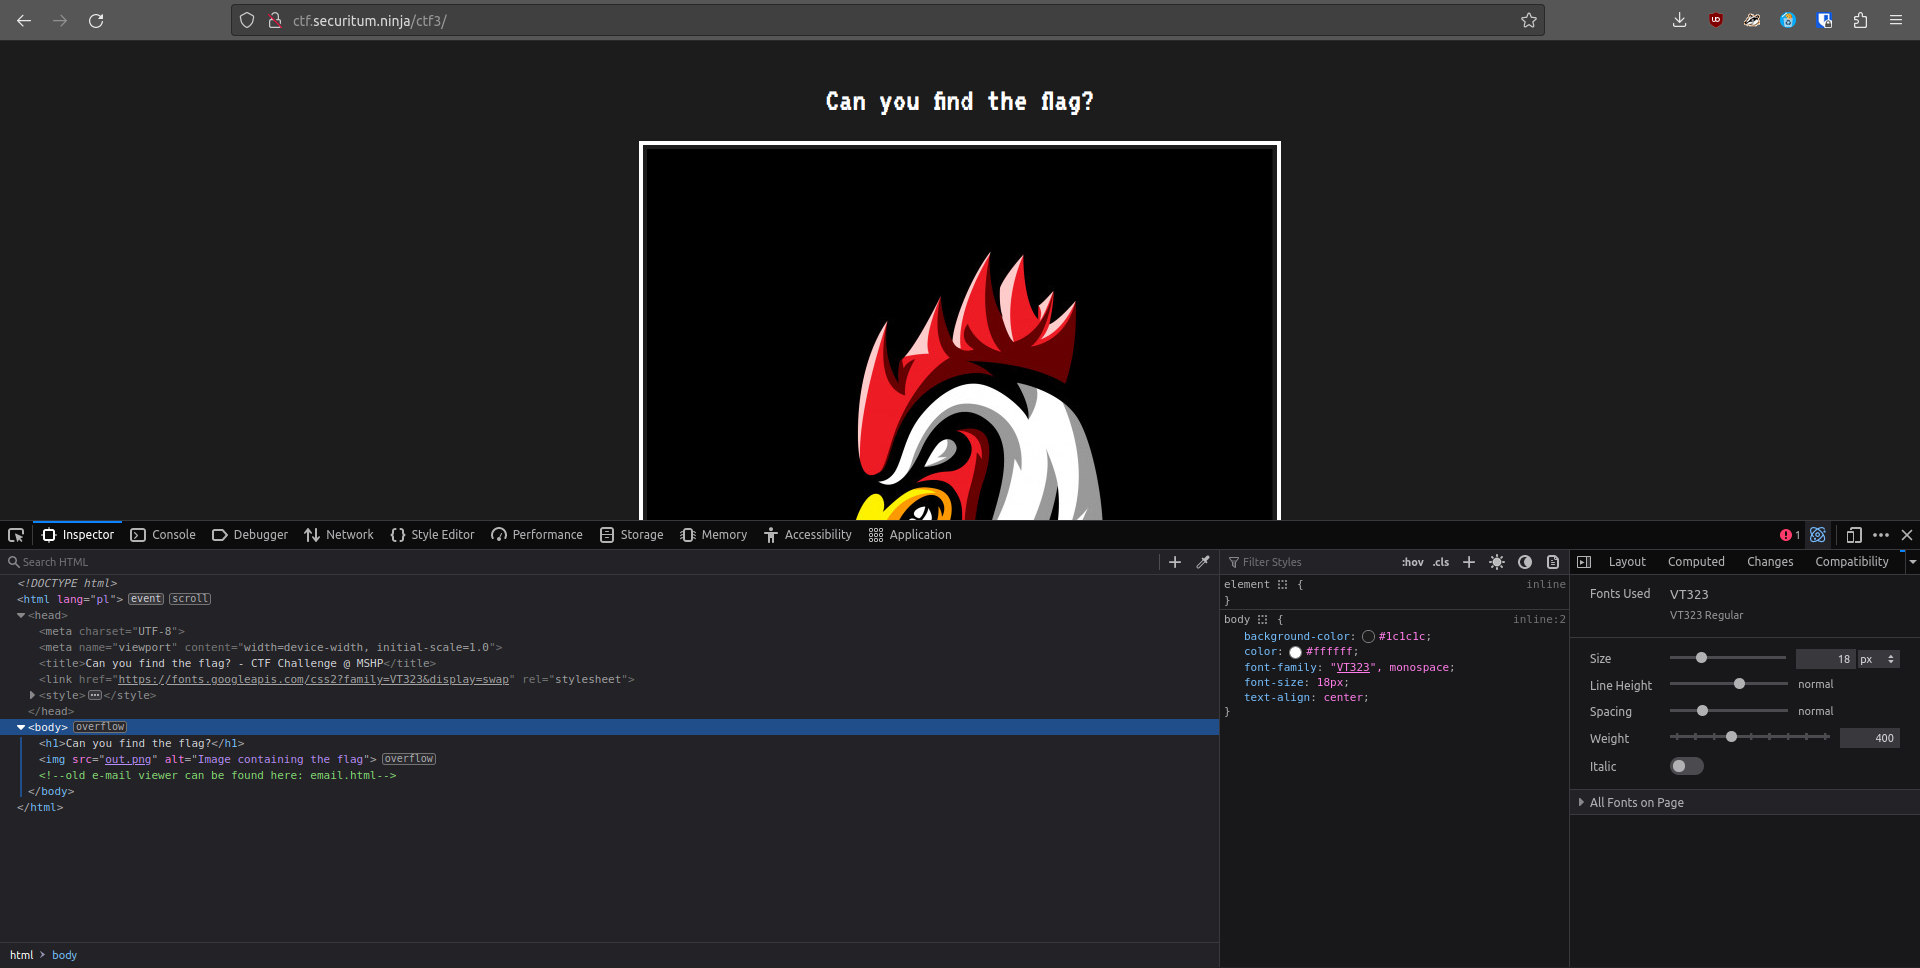 ctf.securitum.ninja/ctf3/
Can you find the flag?
Inspector Console Debugger Network Style Editor Performance Storage Memory Accessibility Application 1
Search HTML
<!DOCTYPE html>
<html lang="pl"> event scroll
<head>
<meta charset="UTF-8">
<meta name="viewport" content="width=device-width, initial-scale=1.0">
<title>Can you find the flag? - CTF Challenge @ MSHP</title>
<link href="https://fonts.googleapis.com/css2?family=VT323&display=swap" rel="stylesheet">
<style></style>
</head>
<body> overflow
<h1>Can you find the flag?</h1>
<img src="out.png" alt="Image containing the flag"> overflow
<!--old e-mail viewer can be found here: email.html-->
</body>
</html>
html > body
Filter Styles :hov .cls
element { inline
}
body { inline:2
background-color: #1c1c1c;
color: #ffffff;
font-family: "VT323", monospace;
font-size: 18px;
text-align: center;
}
Layout Computed Changes Compatibility
Fonts Used VT323
VT323 Regular
Size 18 px
Line Height normal
Spacing normal
Weight 400
Italic
All Fonts on Page